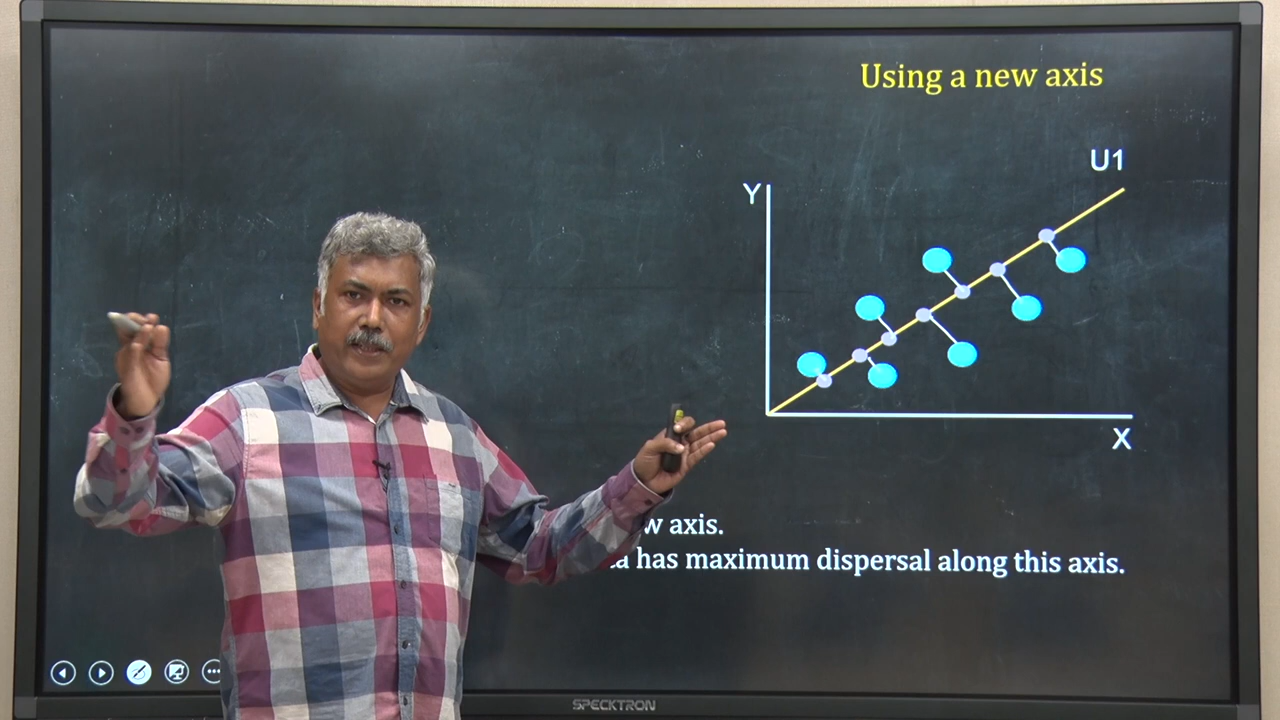 Using a new axis
U1
Y
X
axis.
has maximum dispersal along this axis.
SPECKTRON